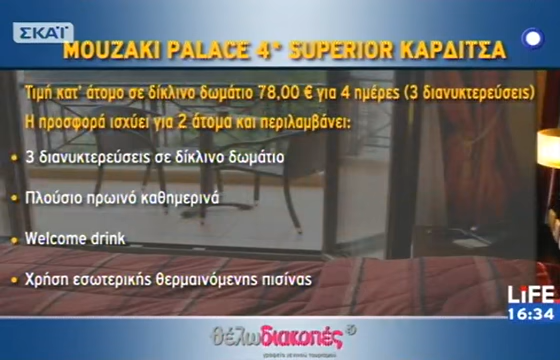 ΣΚΑΪ
MOUZAKI PALACE 4* SUPERIOR ΚΑΡΔΙΤΣΑ
Τιμή κατ' άτομο σε δίκλινο δωμάτιο 78,00 € για 4 ημέρες (3 διανυκτερεύσεις)
Η προσφορά ισχύει για 2 άτομα και περιλαμβάνει:
• 3 διανυκτερεύσεις σε δίκλινο δωμάτιο
• Πλούσιο πρωινό καθημερινά
• Welcome drink
• Χρήση εσωτερικής θερμαινόμενης πισίνας
LiFE
16:34
θέλωδιακοπές®